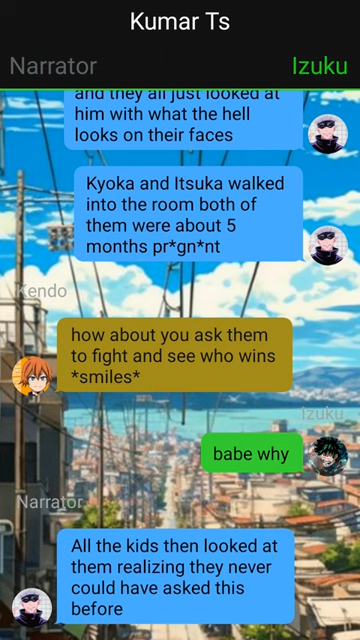 Kumar Ts
Narrator
Izuku
and they all just looked at
him with what the hell
looks on their faces
Kyoka and Itsuka walked
into the room both of
them were about 5
months pr*gn*nt
Kendo
how about you ask them
to fight and see who wins
*smiles*
Izuku
babe why
Narrator
All the kids then looked at
them realizing they never
could have asked this
before